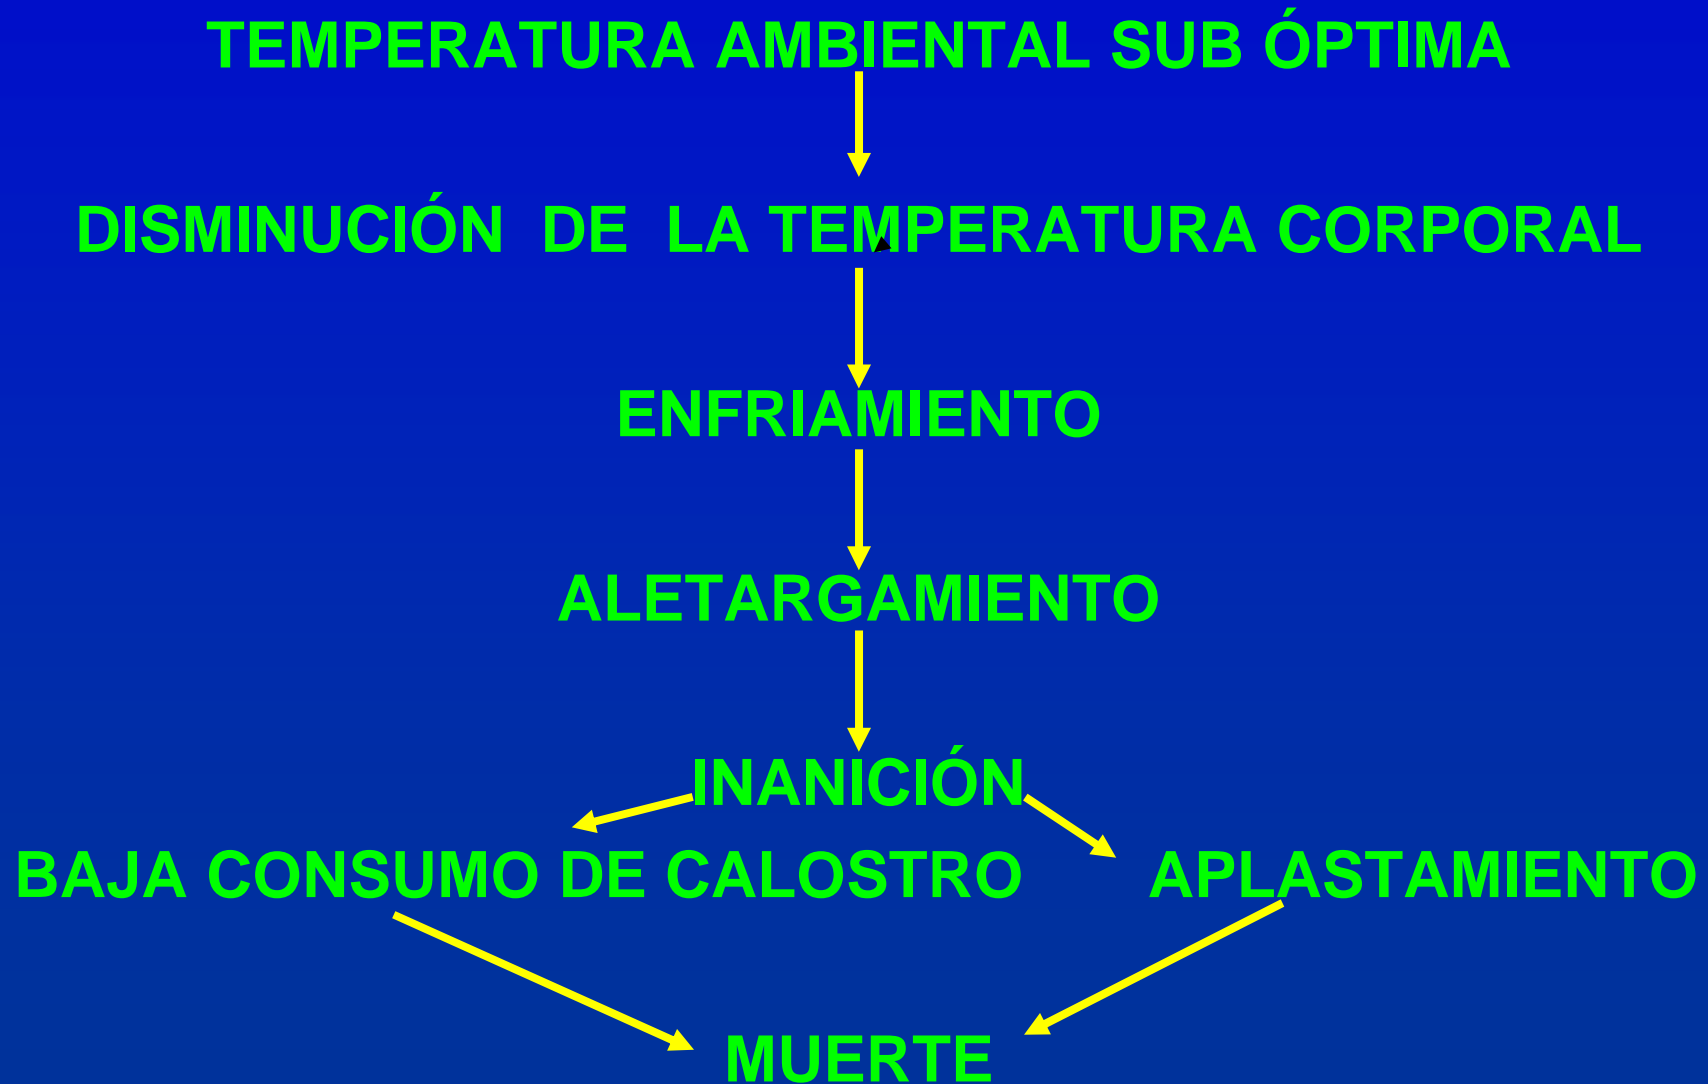 TEMPERATURA AMBIENTAL SUB ÓPTIMA
DISMINUCIÓN DE LA TEMPERATURA CORPORAL
ENFRIAMIENTO
ALETARGAMIENTO
INANICIÓN
BAJA CONSUMO DE CALOSTRO APLASTAMIENTO
MUERTE